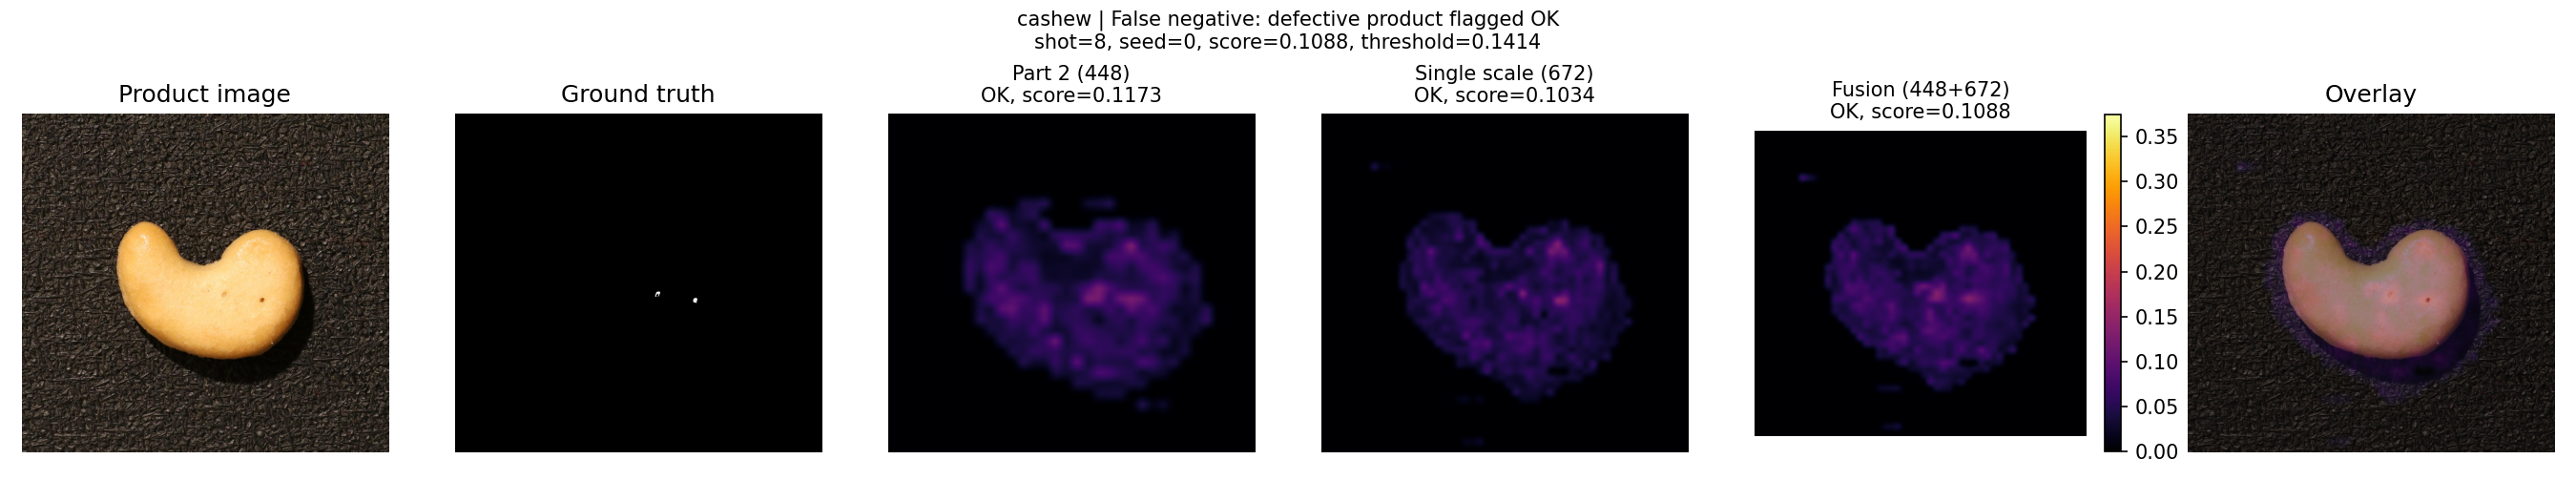 cashew | False negative: defective product flagged OK
shot=8, seed=0, score=0.1088, threshold=0.1414
Product image
Ground truth
Part 2 (448)
OK, score=0.1173
Single scale (672)
OK, score=0.1034
Fusion (448+672)
OK, score=0.1088
Overlay
0.35
0.30
0.25
0.20
0.15
0.10
0.05
0.00